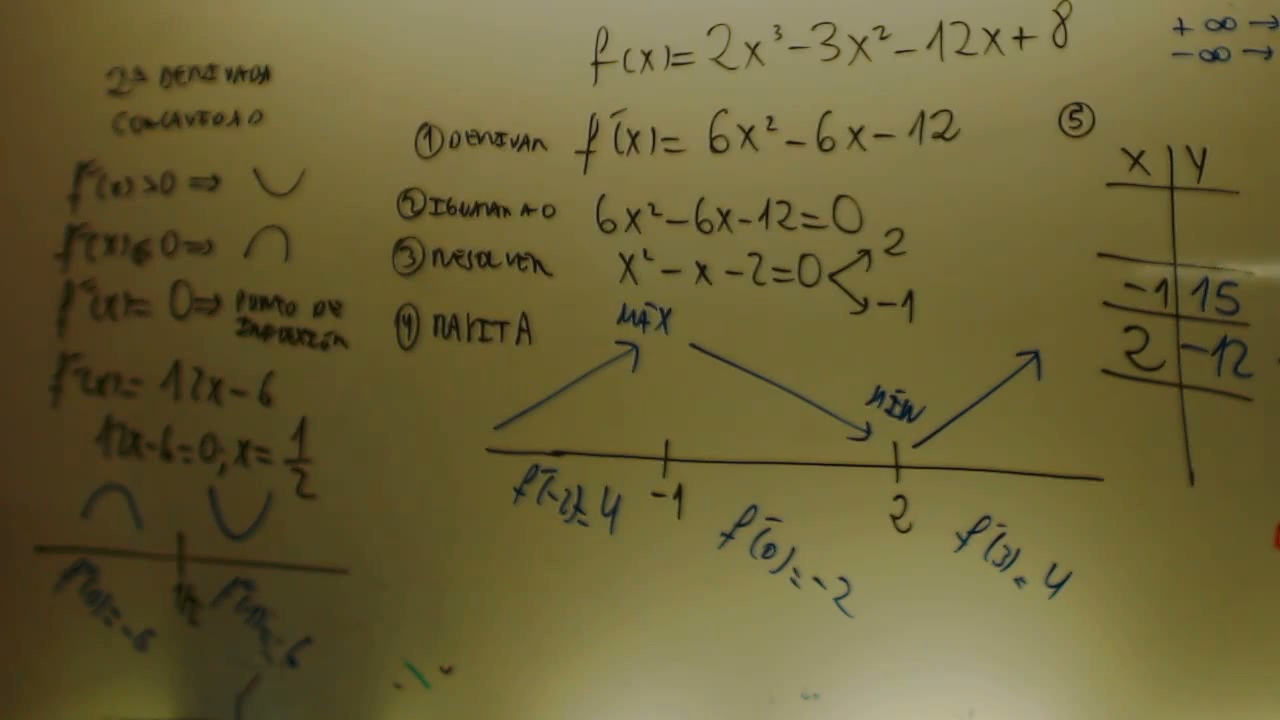 f(x)=2x³-3x²-12x+8
+∞→
-∞→
2ª DERIVADA
CONCAVIDAD
f''(x)>0⇒ ∪
0⇒ ∩
0⇒ PUNTO DE
INFLEXIÓN
12x-6
12x-6=0; x=1/2
1/2
① DERIVAR f'(x)=6x²-6x-12
② IGUALAR A 0 6x²-6x-12=0
③ RESOLVER x²-x-2=0
2
-1
④ RAYITA
MÁX
MÍN
-1
2
f'(-2)=4
f'(0)=-2
f'(3)=4
⑤
X Y
-1 15
2 -12